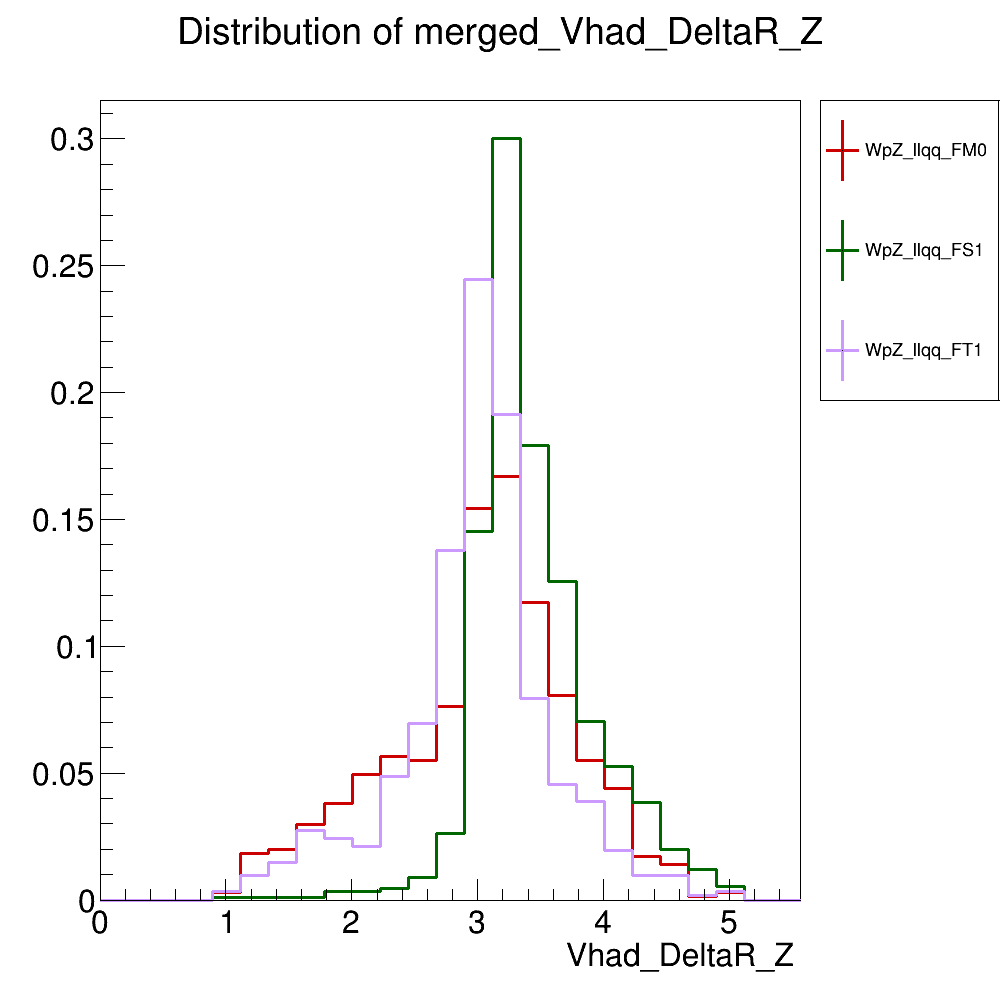 Distribution of merged_Vhad_DeltaR_Z
0.3
0.25
0.2
0.15
0.1
0.05
0
0 1 2 3 4 5
Vhad_DeltaR_Z
WpZ_llqq_FM0
WpZ_llqq_FS1
WpZ_llqq_FT1